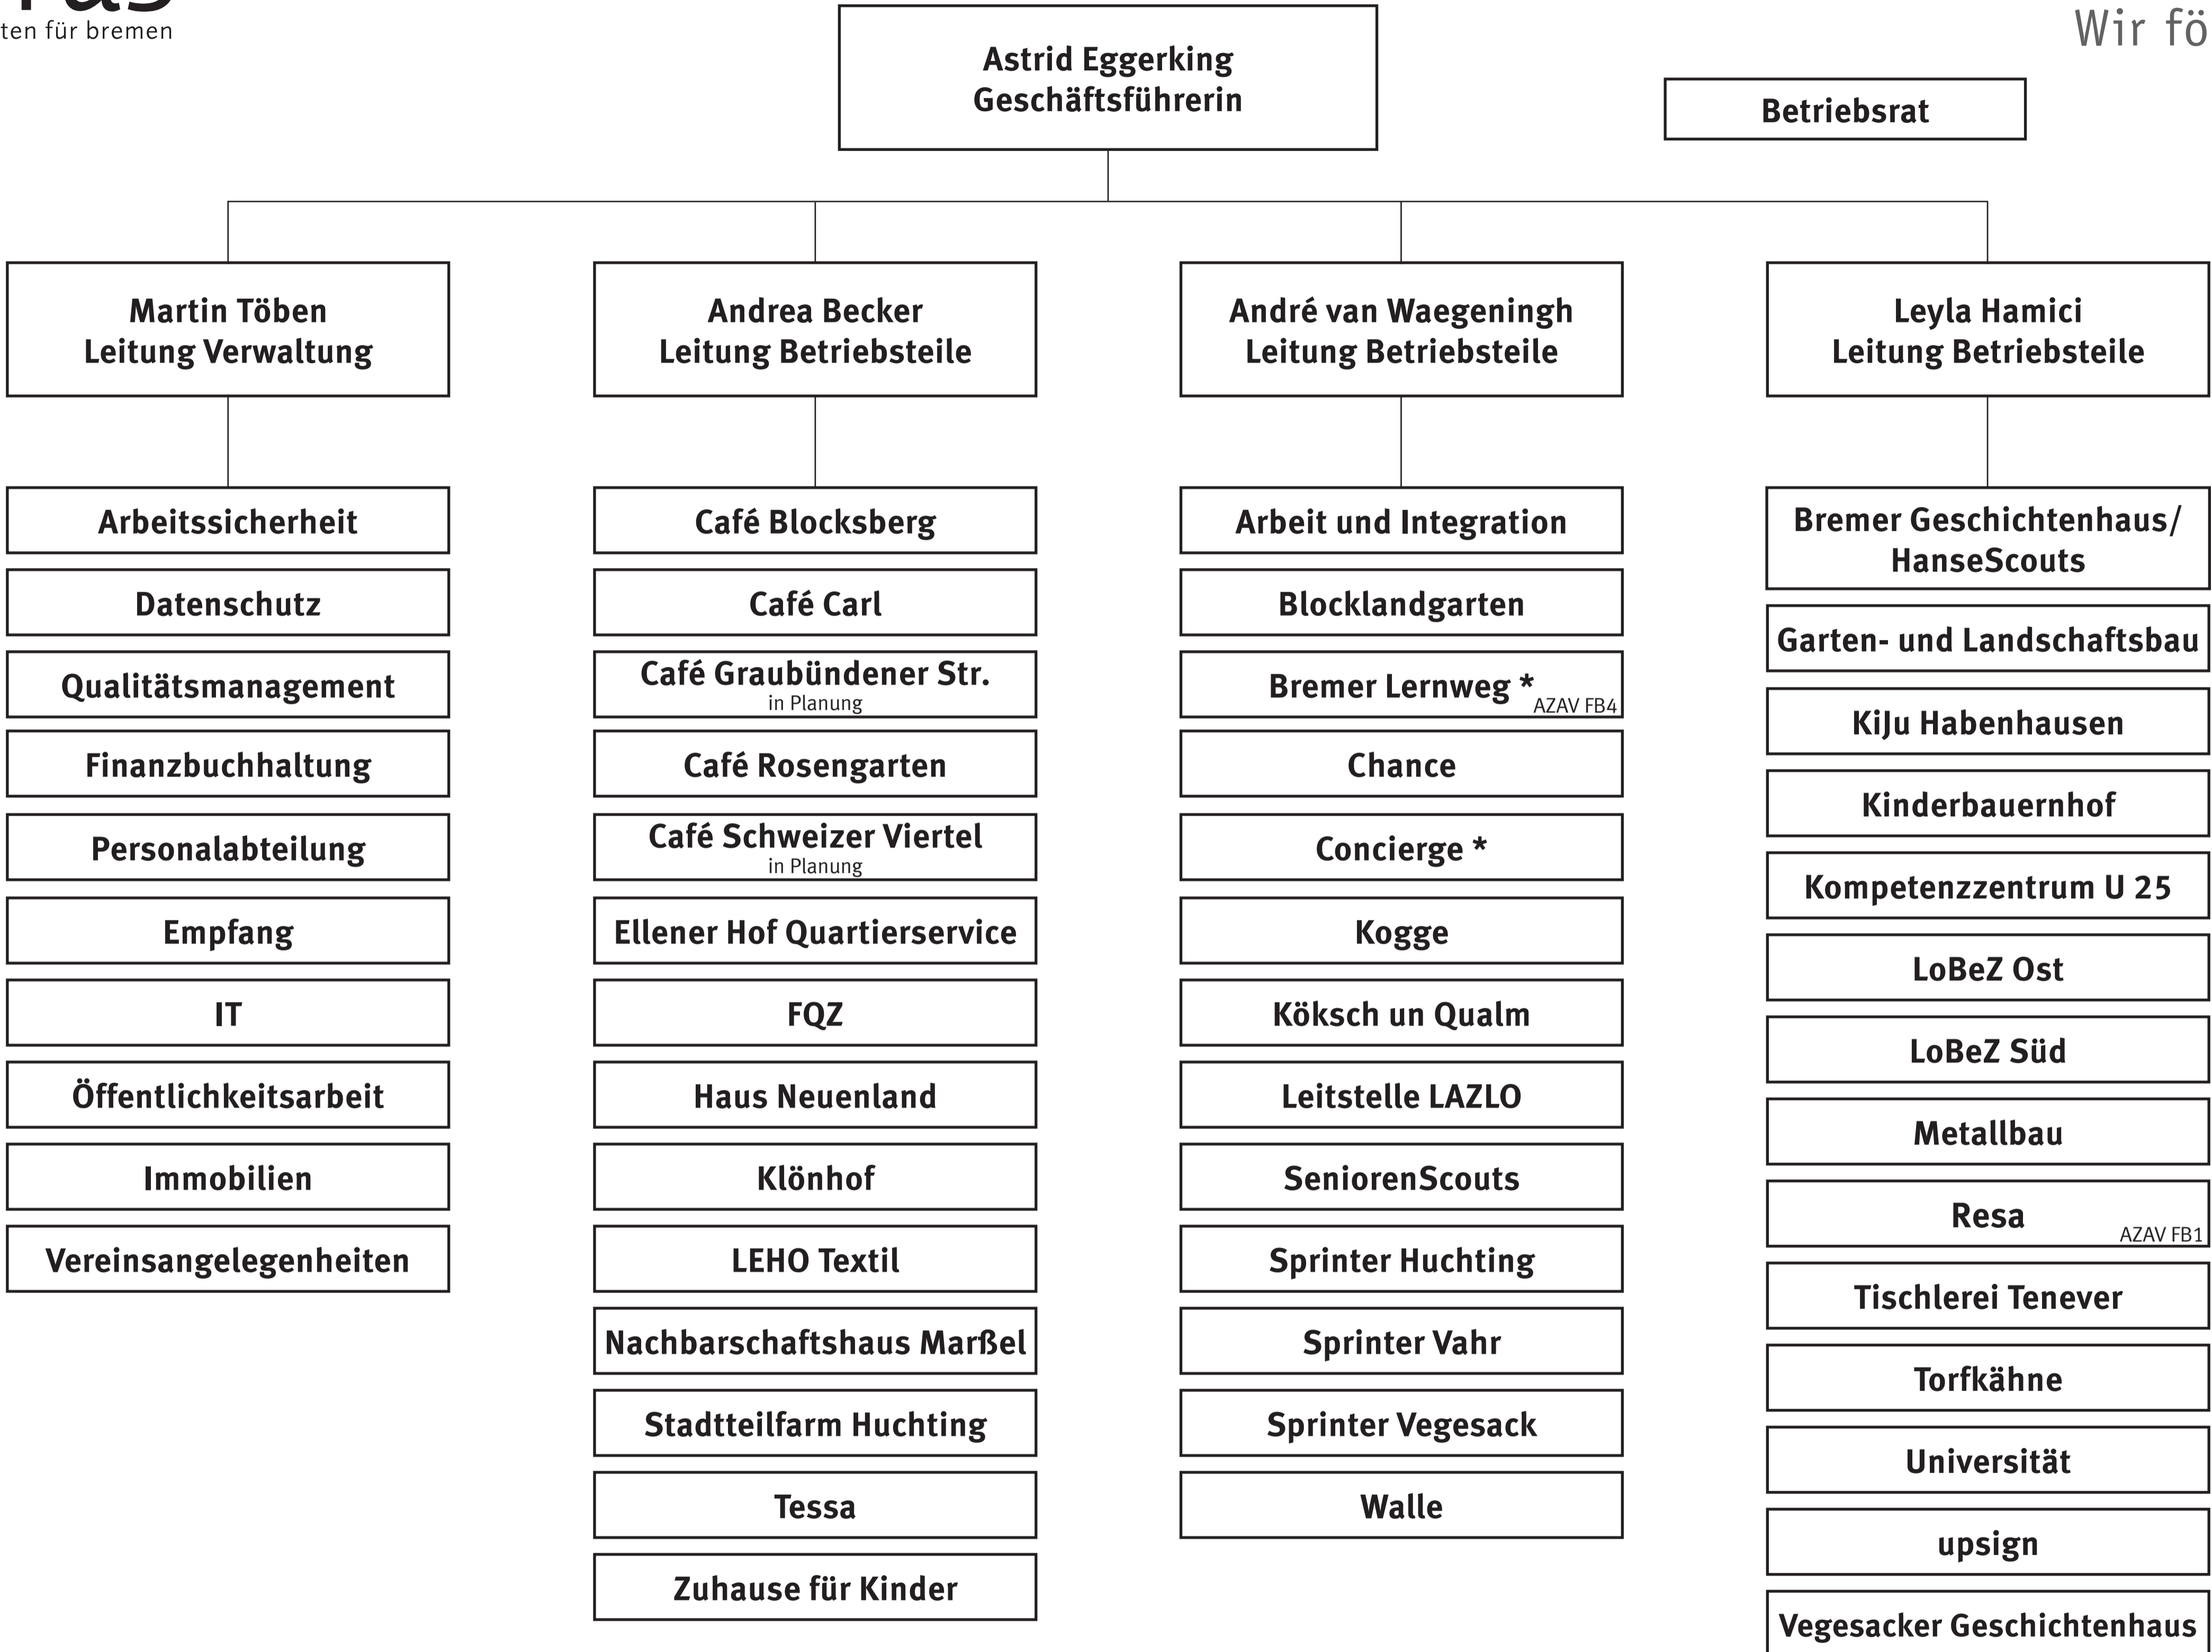 ten für bremen
Wir fö
Astrid Eggerking
Geschäftsführerin
Betriebsrat
Martin Töben
Leitung Verwaltung
Arbeitssicherheit
Datenschutz
Qualitätsmanagement
Finanzbuchhaltung
Personalabteilung
Empfang
IT
Öffentlichkeitsarbeit
Immobilien
Vereinsangelegenheiten
Andrea Becker
Leitung Betriebsteile
Café Blocksberg
Café Carl
Café Graubündener Str.
in Planung
Café Rosengarten
Café Schweizer Viertel
in Planung
Ellener Hof Quartierservice
FQZ
Haus Neuenland
Klönhof
LEHO Textil
Nachbarschaftshaus Marßel
Stadtteilfarm Huchting
Tessa
Zuhause für Kinder
André van Waegeningh
Leitung Betriebsteile
Arbeit und Integration
Blocklandgarten
Bremer Lernweg *
AZAV FB4
Chance
Concierge *
Kogge
Köksch un Qualm
Leitstelle LAZLO
SeniorenScouts
Sprinter Huchting
Sprinter Vahr
Sprinter Vegesack
Walle
Leyla Hamici
Leitung Betriebsteile
Bremer Geschichtenhaus/
HanseScouts
Garten- und Landschaftsbau
KiJu Habenhausen
Kinderbauernhof
Kompetenzzentrum U 25
LoBeZ Ost
LoBeZ Süd
Metallbau
Resa
AZAV FB1
Tischlerei Tenever
Torfkähne
Universität
upsign
Vegesacker Geschichtenhaus